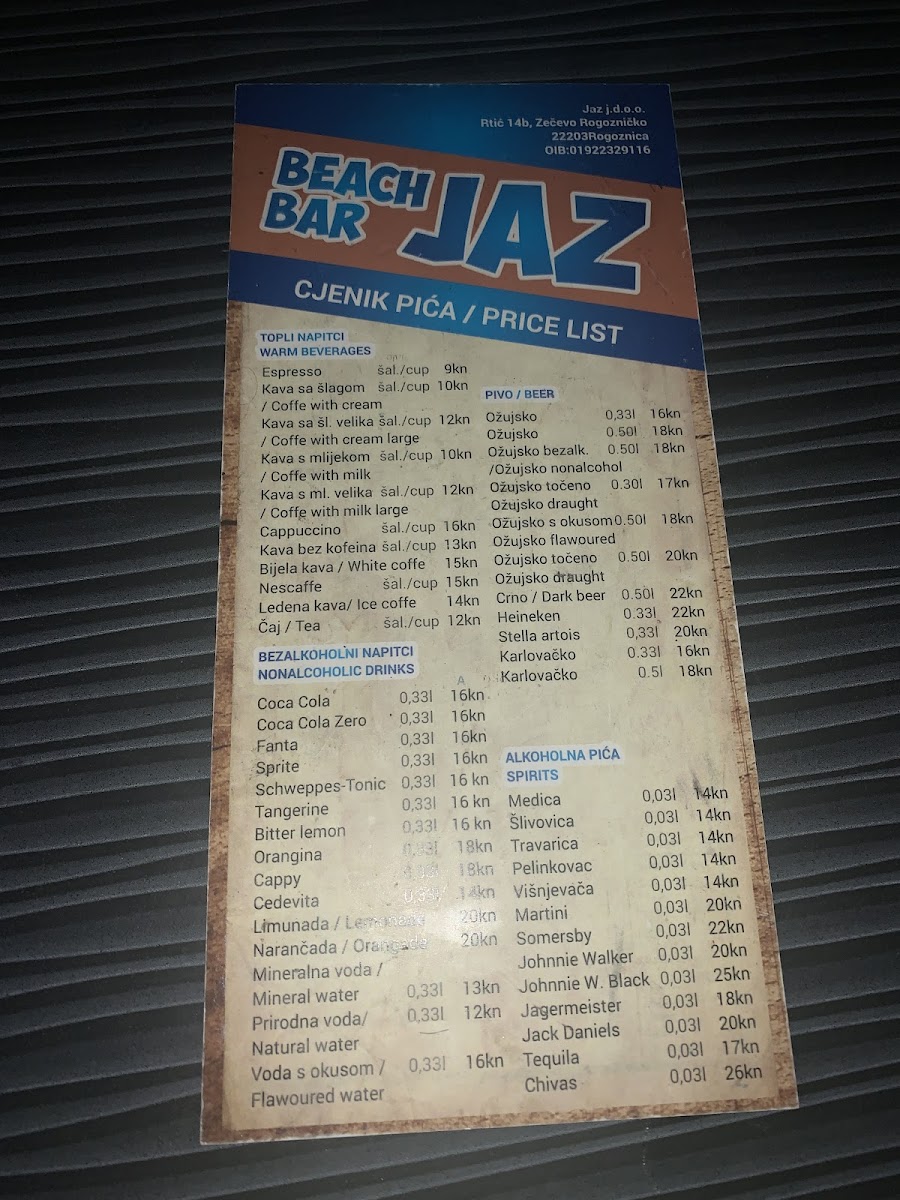 Jaz j.d.o.o.
Rtić 14b, Zečevo Rogozničko
22203Rogoznica
OIB:01922329116
BEACH
BAR
JAZ
CJENIK PIĆA / PRICE LIST
TOPLI NAPITCI
WARM BEVERAGES
Espresso šal./cup 9kn
Kava sa šlagom šal./cup 10kn
/ Coffe with cream
Kava sa šl. velika šal./cup 12kn
/ Coffe with cream large
Kava s mlijekom šal./cup 10kn
/ Coffe with milk
Kava s ml. velika šal./cup 12kn
/ Coffe with milk large
Cappuccino šal./cup 16kn
Kava bez kofeina šal./cup 13kn
Bijela kava / White coffe 15kn
Nescaffe šal./cup 15kn
Ledena kava/ Ice coffe 14kn
Čaj / Tea šal./cup 12kn
BEZALKOHOLNI NAPITCI
NONALCOHOLIC DRINKS
Coca Cola 0,33l 16kn
Coca Cola Zero 0,33l 16kn
Fanta 0,33l 16kn
Sprite 0,33l 16kn
Schweppes-Tonic 0,33l 16 kn
Tangerine 0,33l 16 kn
Bitter lemon 0,33l 16 kn
Orangina 0,33l 18kn
Cappy 18kn
Cedevita 14kn
Limunada / Lemonade 20kn
Narančada / Orangeade 20kn
Mineralna voda /
Mineral water 0,33l 13kn
Prirodna voda/ 0,33l 12kn
Natural water
Voda s okusom / 0,33l 16kn
Flawoured water
PIVO / BEER
Ožujsko 0,33l 16kn
Ožujsko 0.50l 18kn
Ožujsko bezalk. 0.50l 18kn
/Ožujsko nonalcohol
Ožujsko točeno 0.30l 17kn
Ožujsko draught
Ožujsko s okusom 0.50l 18kn
Ožujsko flawoured
Ožujsko točeno 0.50l 20kn
Ožujsko draught
Crno / Dark beer 0.50l 22kn
Heineken 0.33l 22kn
Stella artois 0,33l 20kn
Karlovačko 0.33l 16kn
Karlovačko 0.5l 18kn
ALKOHOLNA PIĆA
SPIRITS
Medica 0,03l 14kn
Šlivovica 0,03l 14kn
Travarica 0,03l 14kn
Pelinkovac 0,03l 14kn
Višnjevača 0,03l 14kn
Martini 0,03l 20kn
Somersby 0,03l 22kn
Johnnie Walker 0,03l 20kn
Johnnie W. Black 0,03l 25kn
Jagermeister 0,03l 18kn
Jack Daniels 0,03l 20kn
Tequila 0,03l 17kn
Chivas 0,03l 26kn